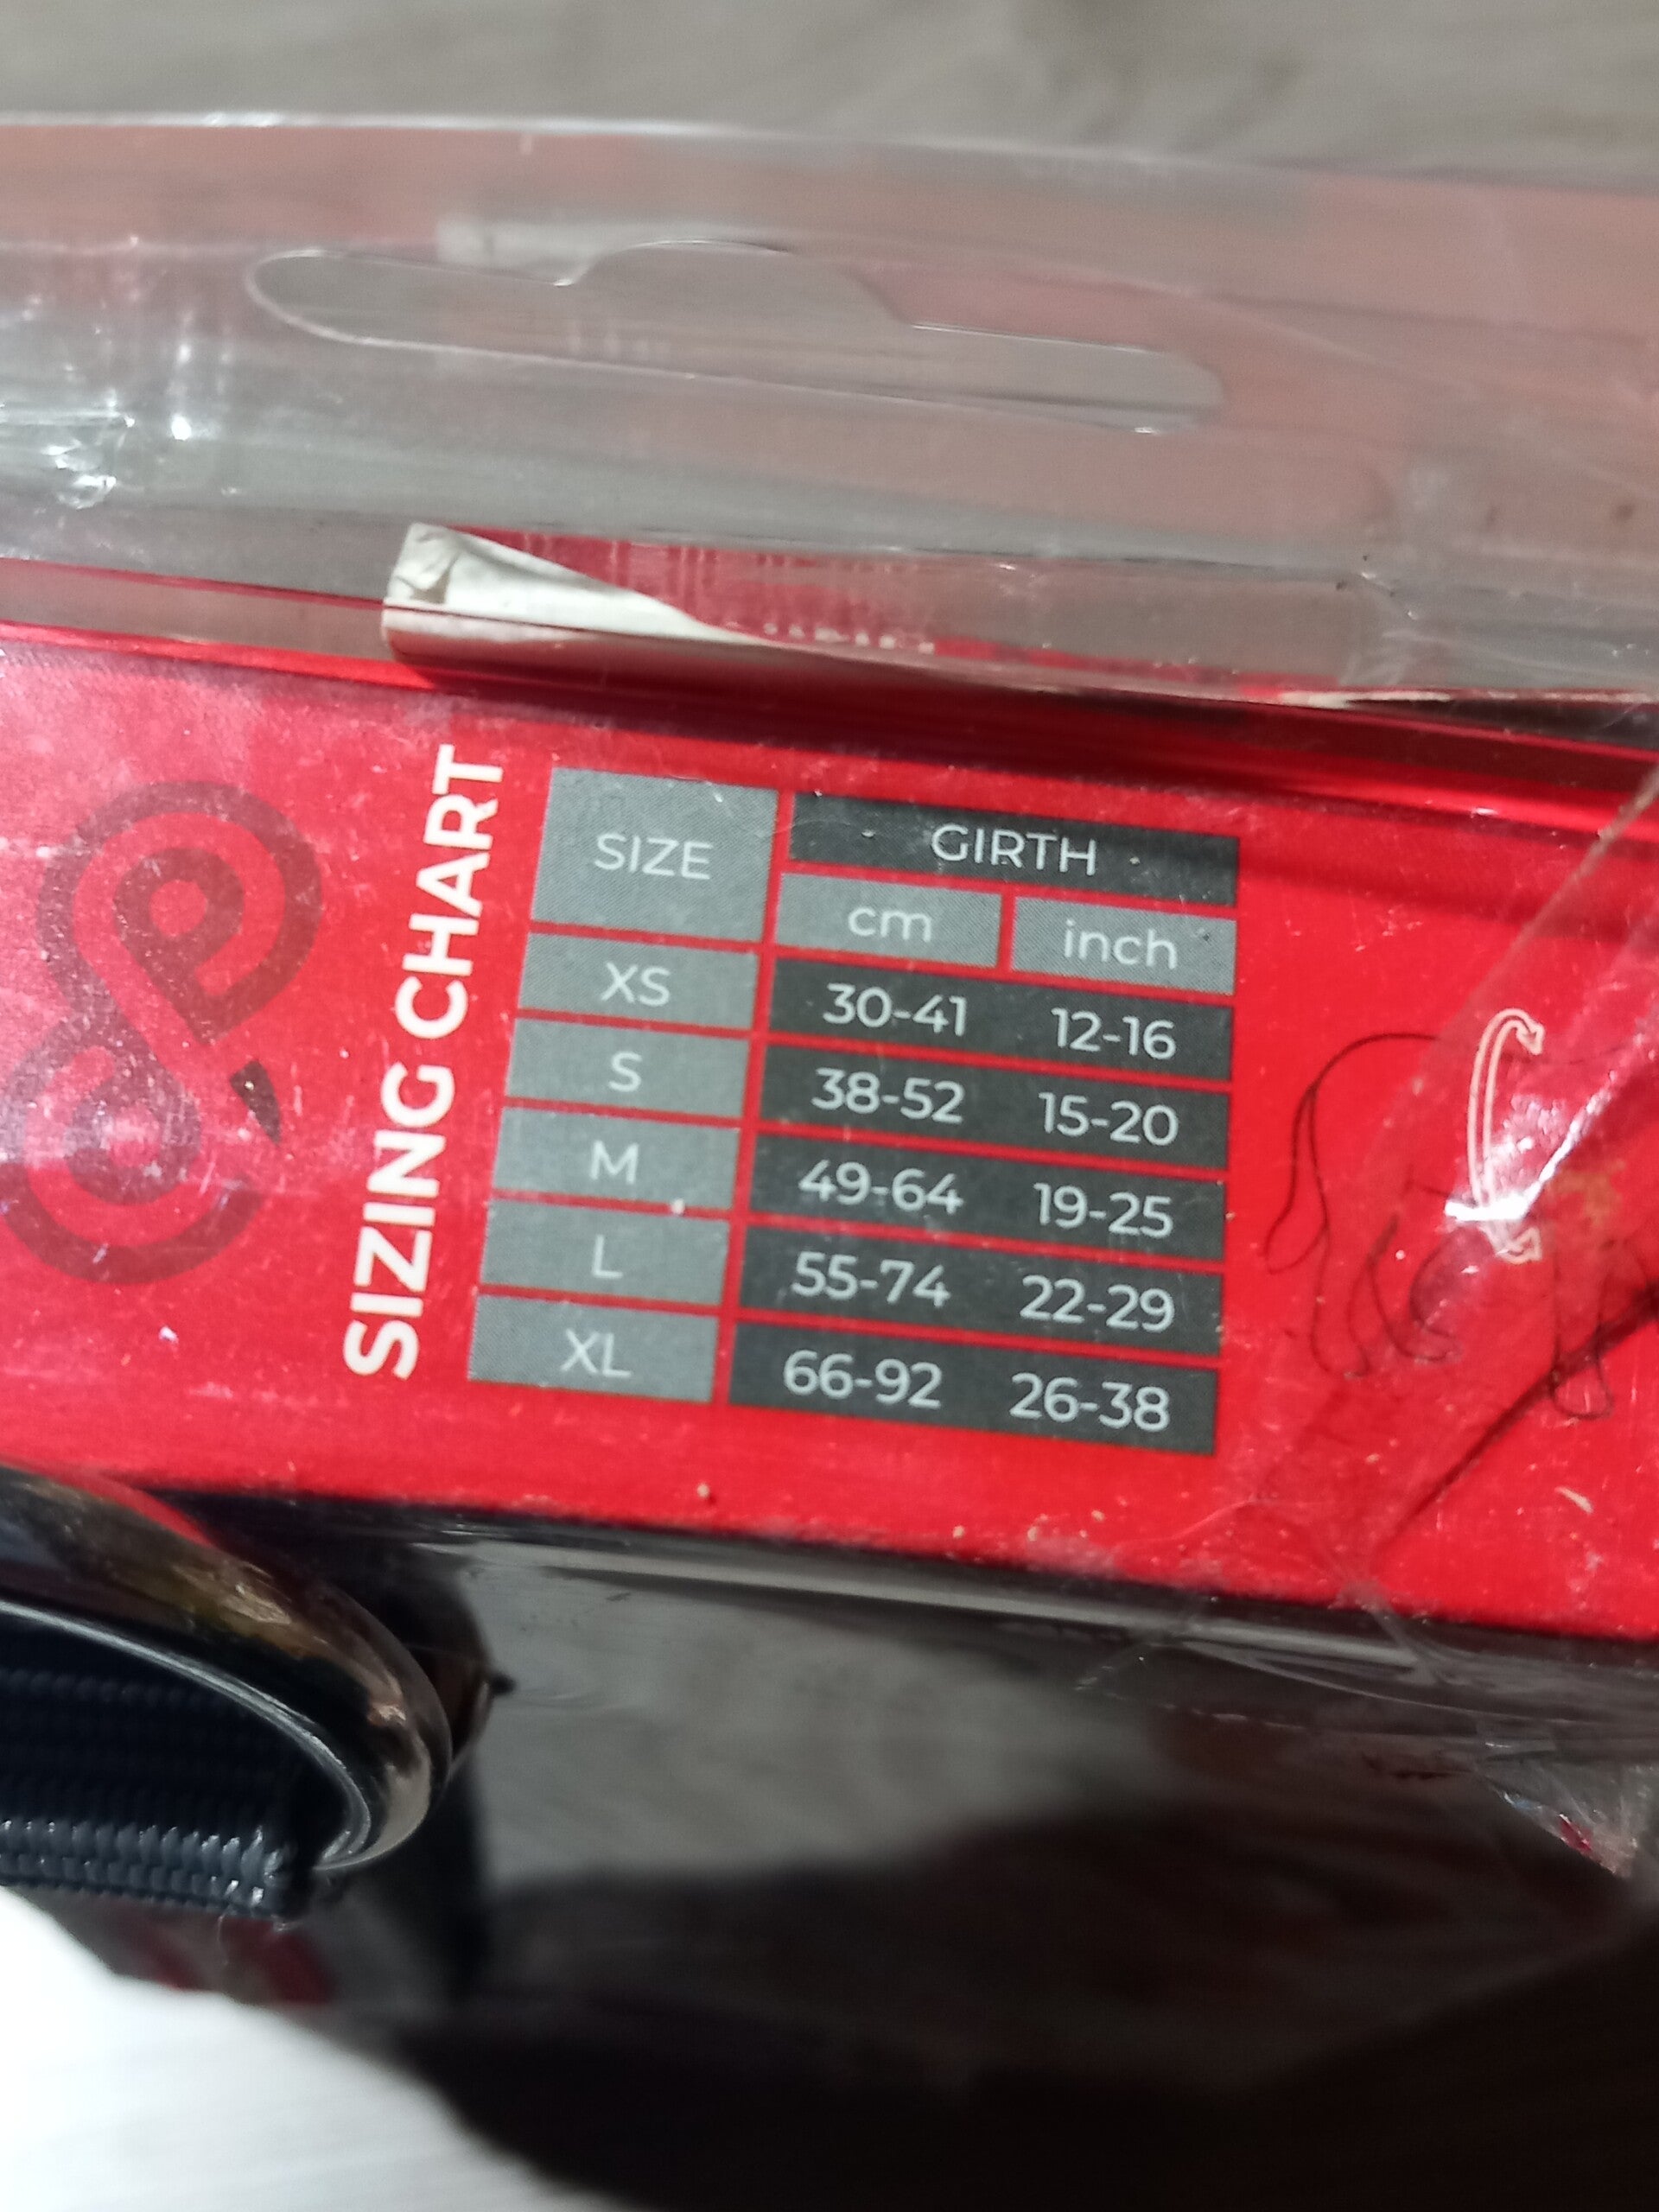 SIZING CHART
SIZE GIRTH
cm inch
XS 30-41 12-16
S 38-52 15-20
M 49-64 19-25
L 55-74 22-29
XL 66-92 26-38